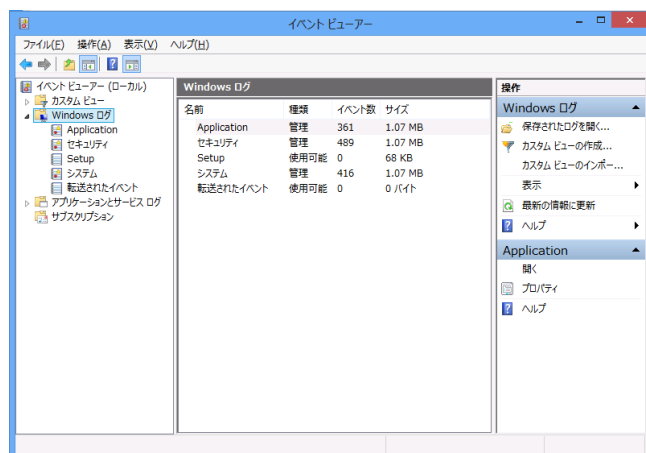 イベント ビューアー
ファイル(F) 操作(A) 表示(V) ヘルプ(H)
イベント ビューアー (ローカル)
カスタム ビュー
Windows ログ
Application
セキュリティ
Setup
システム
転送されたイベント
アプリケーションとサービス ログ
サブスクリプション
Windows ログ
名前 種類 イベント数 サイズ
Application 管理 361 1.07 MB
セキュリティ 管理 489 1.07 MB
Setup 使用可能 0 68 KB
システム 管理 416 1.07 MB
転送されたイベント 使用可能 0 0 バイト
操作
Windows ログ
保存されたログを開く...
カスタム ビューの作成...
カスタム ビューのインポー...
表示
最新の情報に更新
ヘルプ
Application
開く
プロパティ
ヘルプ